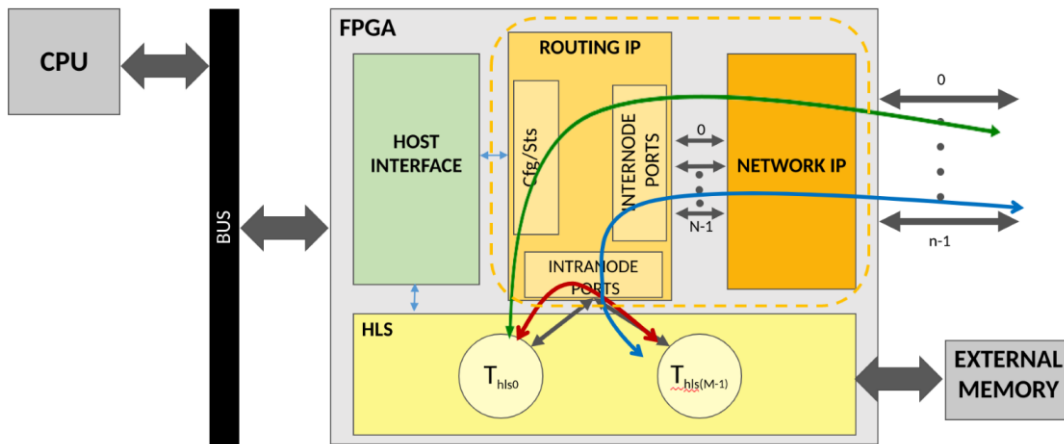 CPU
BUS
FPGA
HOST
INTERFACE
ROUTING IP
Cfg/Sts
INTERNODE
PORTS
INTRANODE
PORTS
0
N-1
NETWORK IP
0
n-1
HLS
Thls0
Thls(M-1)
EXTERNAL
MEMORY